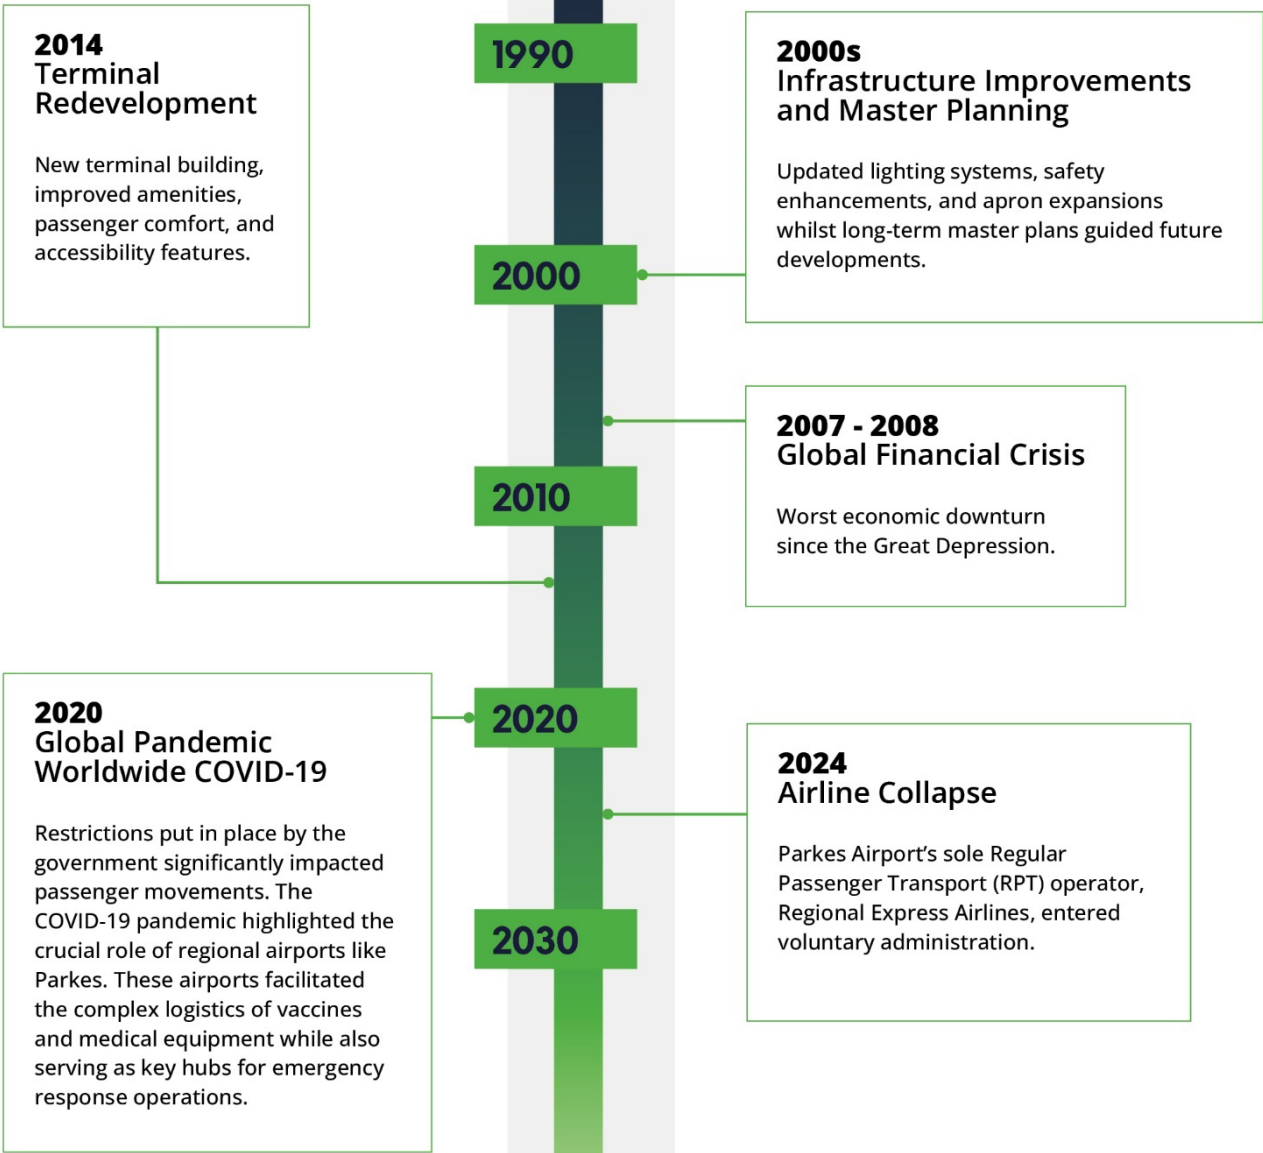 2014
Terminal
Redevelopment
New terminal building,
improved amenities,
passenger comfort, and
accessibility features.
1990
2000s
Infrastructure Improvements
and Master Planning
Updated lighting systems, safety
enhancements, and apron expansions
whilst long-term master plans guided future
developments.
2000
2007 - 2008
Global Financial Crisis
Worst economic downturn
since the Great Depression.
2010
2020
Global Pandemic
Worldwide COVID-19
Restrictions put in place by the
government significantly impacted
passenger movements. The
COVID-19 pandemic highlighted the
crucial role of regional airports like
Parkes. These airports facilitated
the complex logistics of vaccines
and medical equipment while also
serving as key hubs for emergency
response operations.
2020
2024
Airline Collapse
Parkes Airport’s sole Regular
Passenger Transport (RPT) operator,
Regional Express Airlines, entered
voluntary administration.
2030